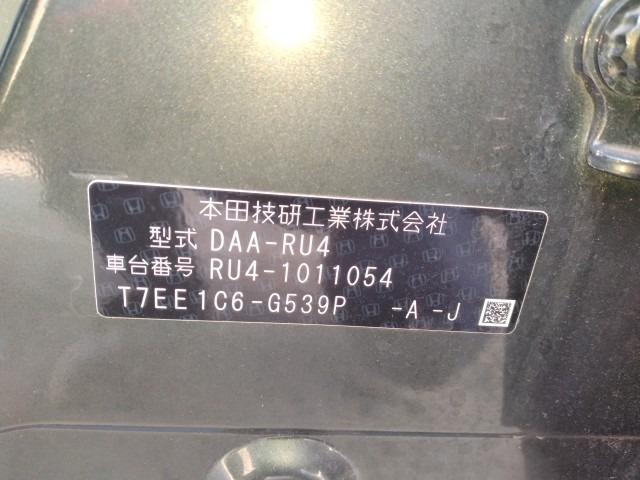 本田技研工業株式会社
型式 DAA-RU4
車台番号 RU4-1011054
T7EE1C6-G539P -A -J